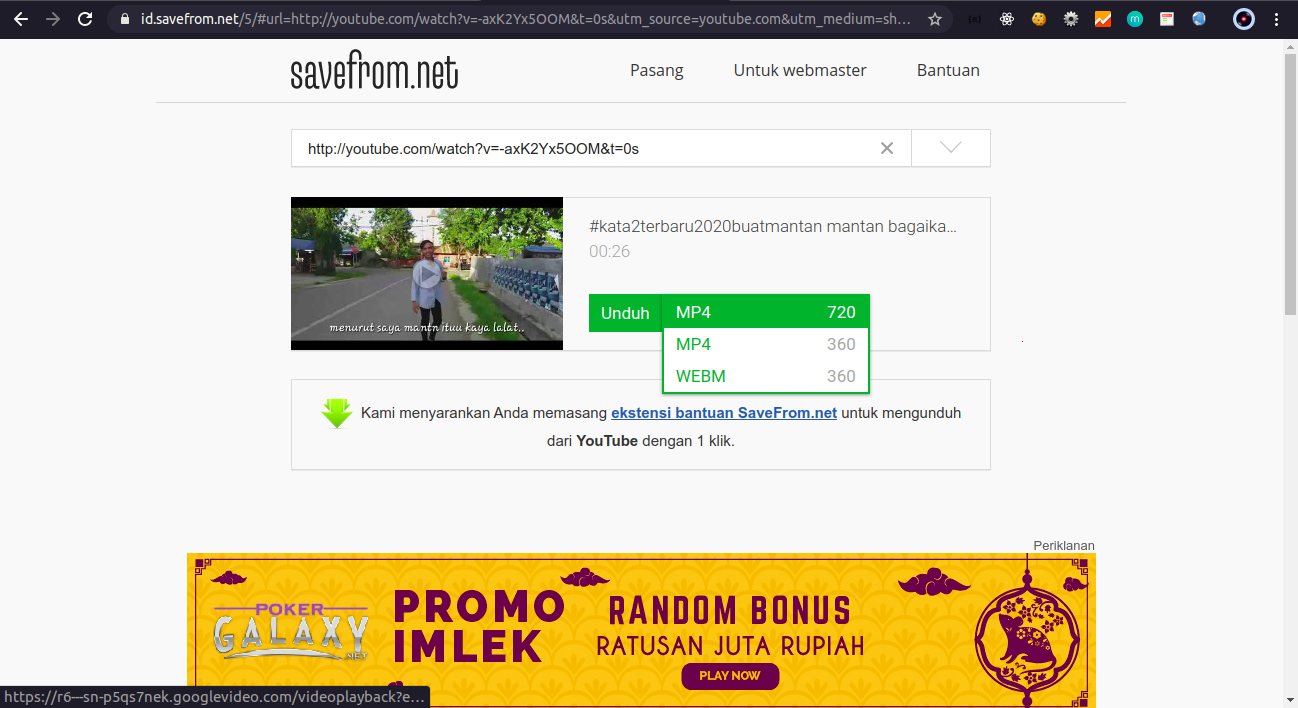 id.savefrom.net/5/#url=http://youtube.com/watch?v=-axK2Yx5OOM&t=0s&utm_source=youtube.com&utm_medium=sh...
savefrom.net
Pasang
Untuk webmaster
Bantuan
http://youtube.com/watch?v=-axK2Yx5OOM&t=0s
menurut saya mantn ituu kaya lalat..
#kata2terbaru2020buatmantan mantan bagaika...
00:26
Unduh
MP4 720
MP4 360
WEBM 360
Kami menyarankan Anda memasang ekstensi bantuan SaveFrom.net untuk mengunduh
dari YouTube dengan 1 klik.
Periklanan
POKER
GALAXY
.NET
PROMO
IMLEK
RANDOM BONUS
RATUSAN JUTA RUPIAH
PLAY NOW
https://r6---sn-p5qs7nek.googlevideo.com/videoplayback?e...